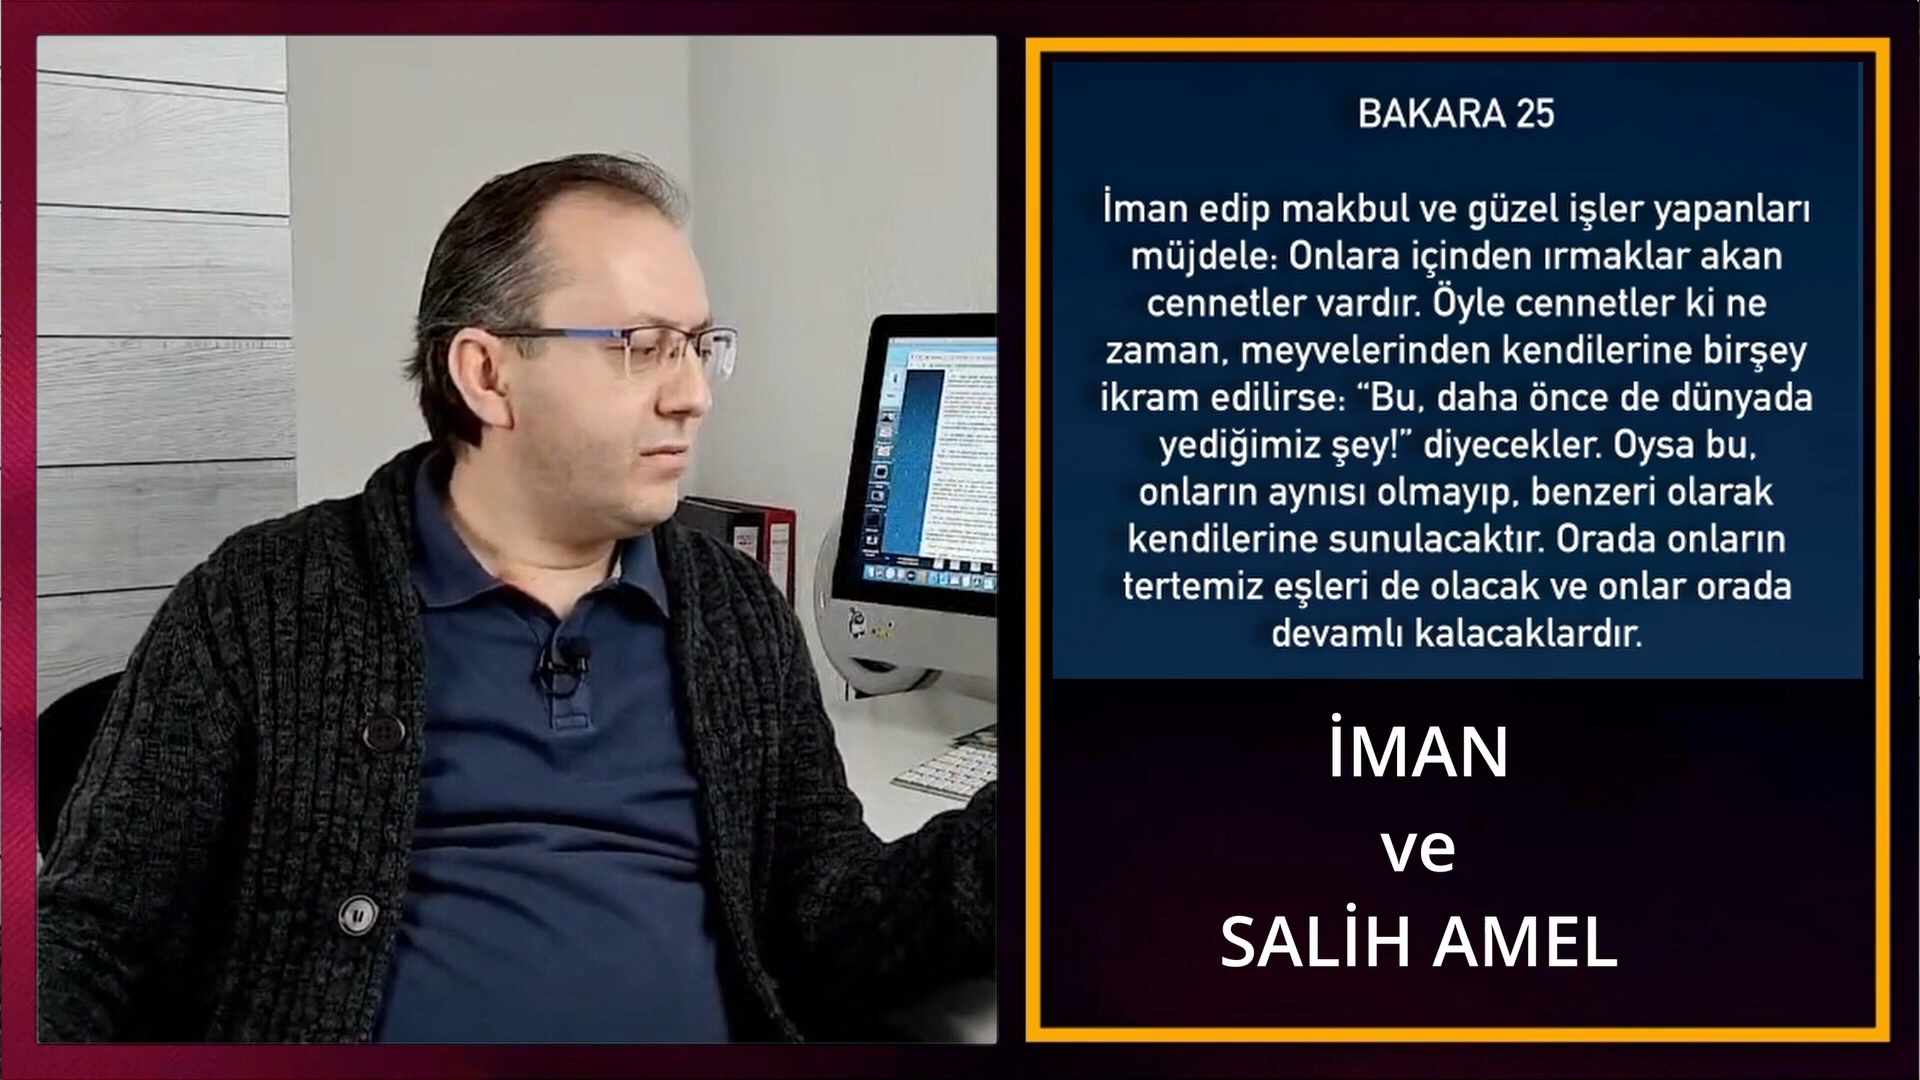 BAKARA 25
İman edip makbul ve güzel işler yapanları
müjdele: Onlara içinden ırmaklar akan
cennetler vardır. Öyle cennetler ki ne
zaman, meyvelerinden kendilerine birşey
ikram edilirse: “Bu, daha önce de dünyada
yediğimiz şey!” diyecekler. Oysa bu,
onların aynısı olmayıp, benzeri olarak
kendilerine sunulacaktır. Orada onların
tertemiz eşleri de olacak ve onlar orada
devamlı kalacaklardır.
İMAN
ve
SALİH AMEL